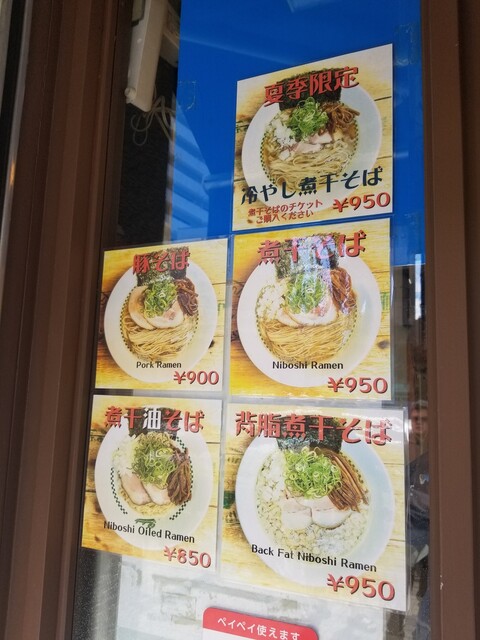 夏季限定
冷やし煮干そば
煮干そばのチケット
ご購入ください
¥950
豚そば
Pork Ramen
¥900
煮干そば
Niboshi Ramen
¥950
煮干油そば
Niboshi Oiled Ramen
¥850
背脂煮干そば
Back Fat Niboshi Ramen
¥950
ペイペイ使えます